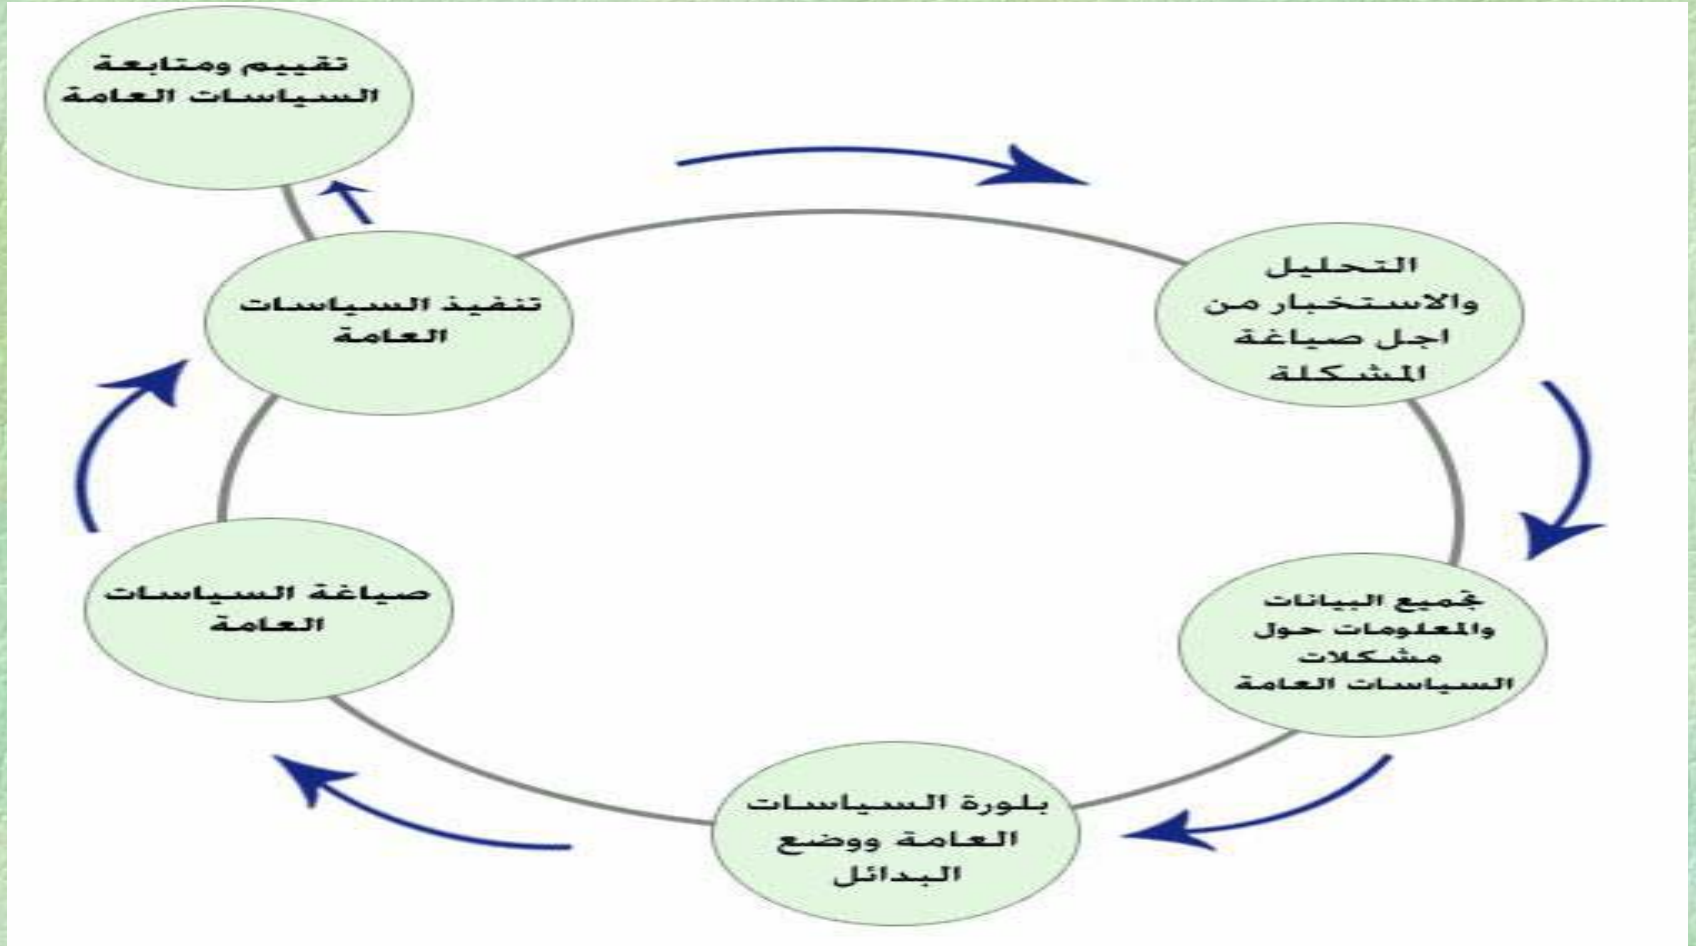 تقييم ومتابعة
السياسات العامة
تنفيذ السياسات
العامة
التحليل
والاستخبار من
اجل صياغة
المشكلة
تجميع البيانات
والمعلومات حول
مشكلات
السياسات العامة
بلورة السياسات
العامة ووضع
البدائل
صياغة السياسات
العامة